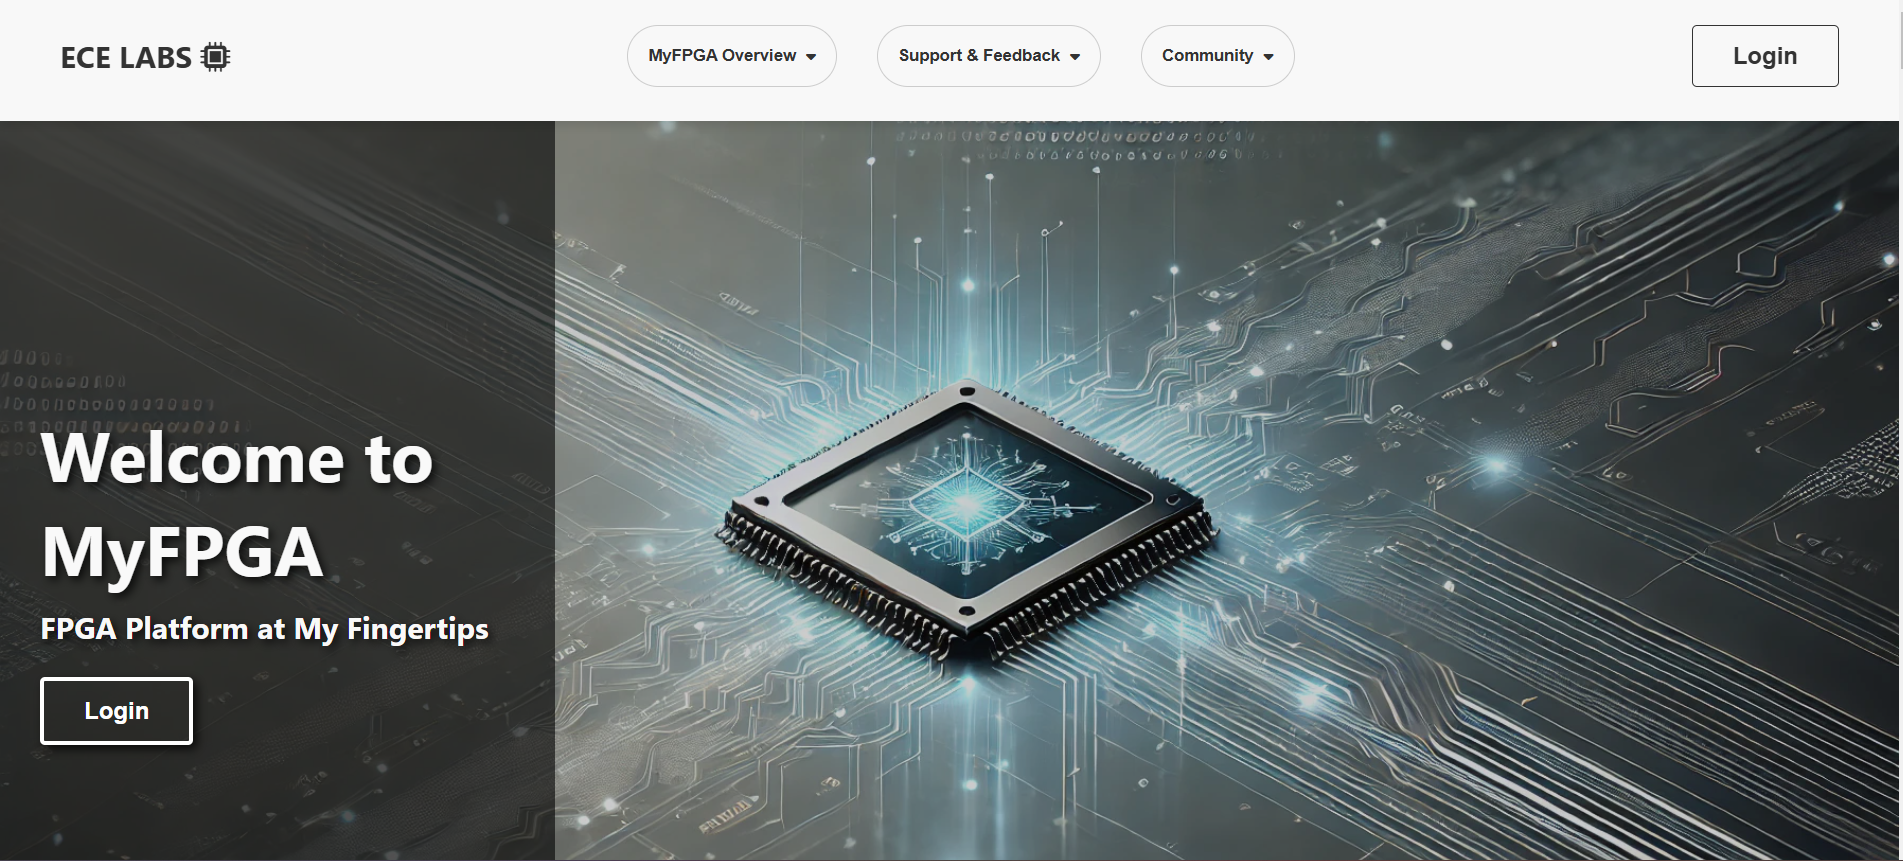 ECE LABS
MyFPGA Overview
Support & Feedback
Community
Login
Welcome to
MyFPGA
FPGA Platform at My Fingertips
Login